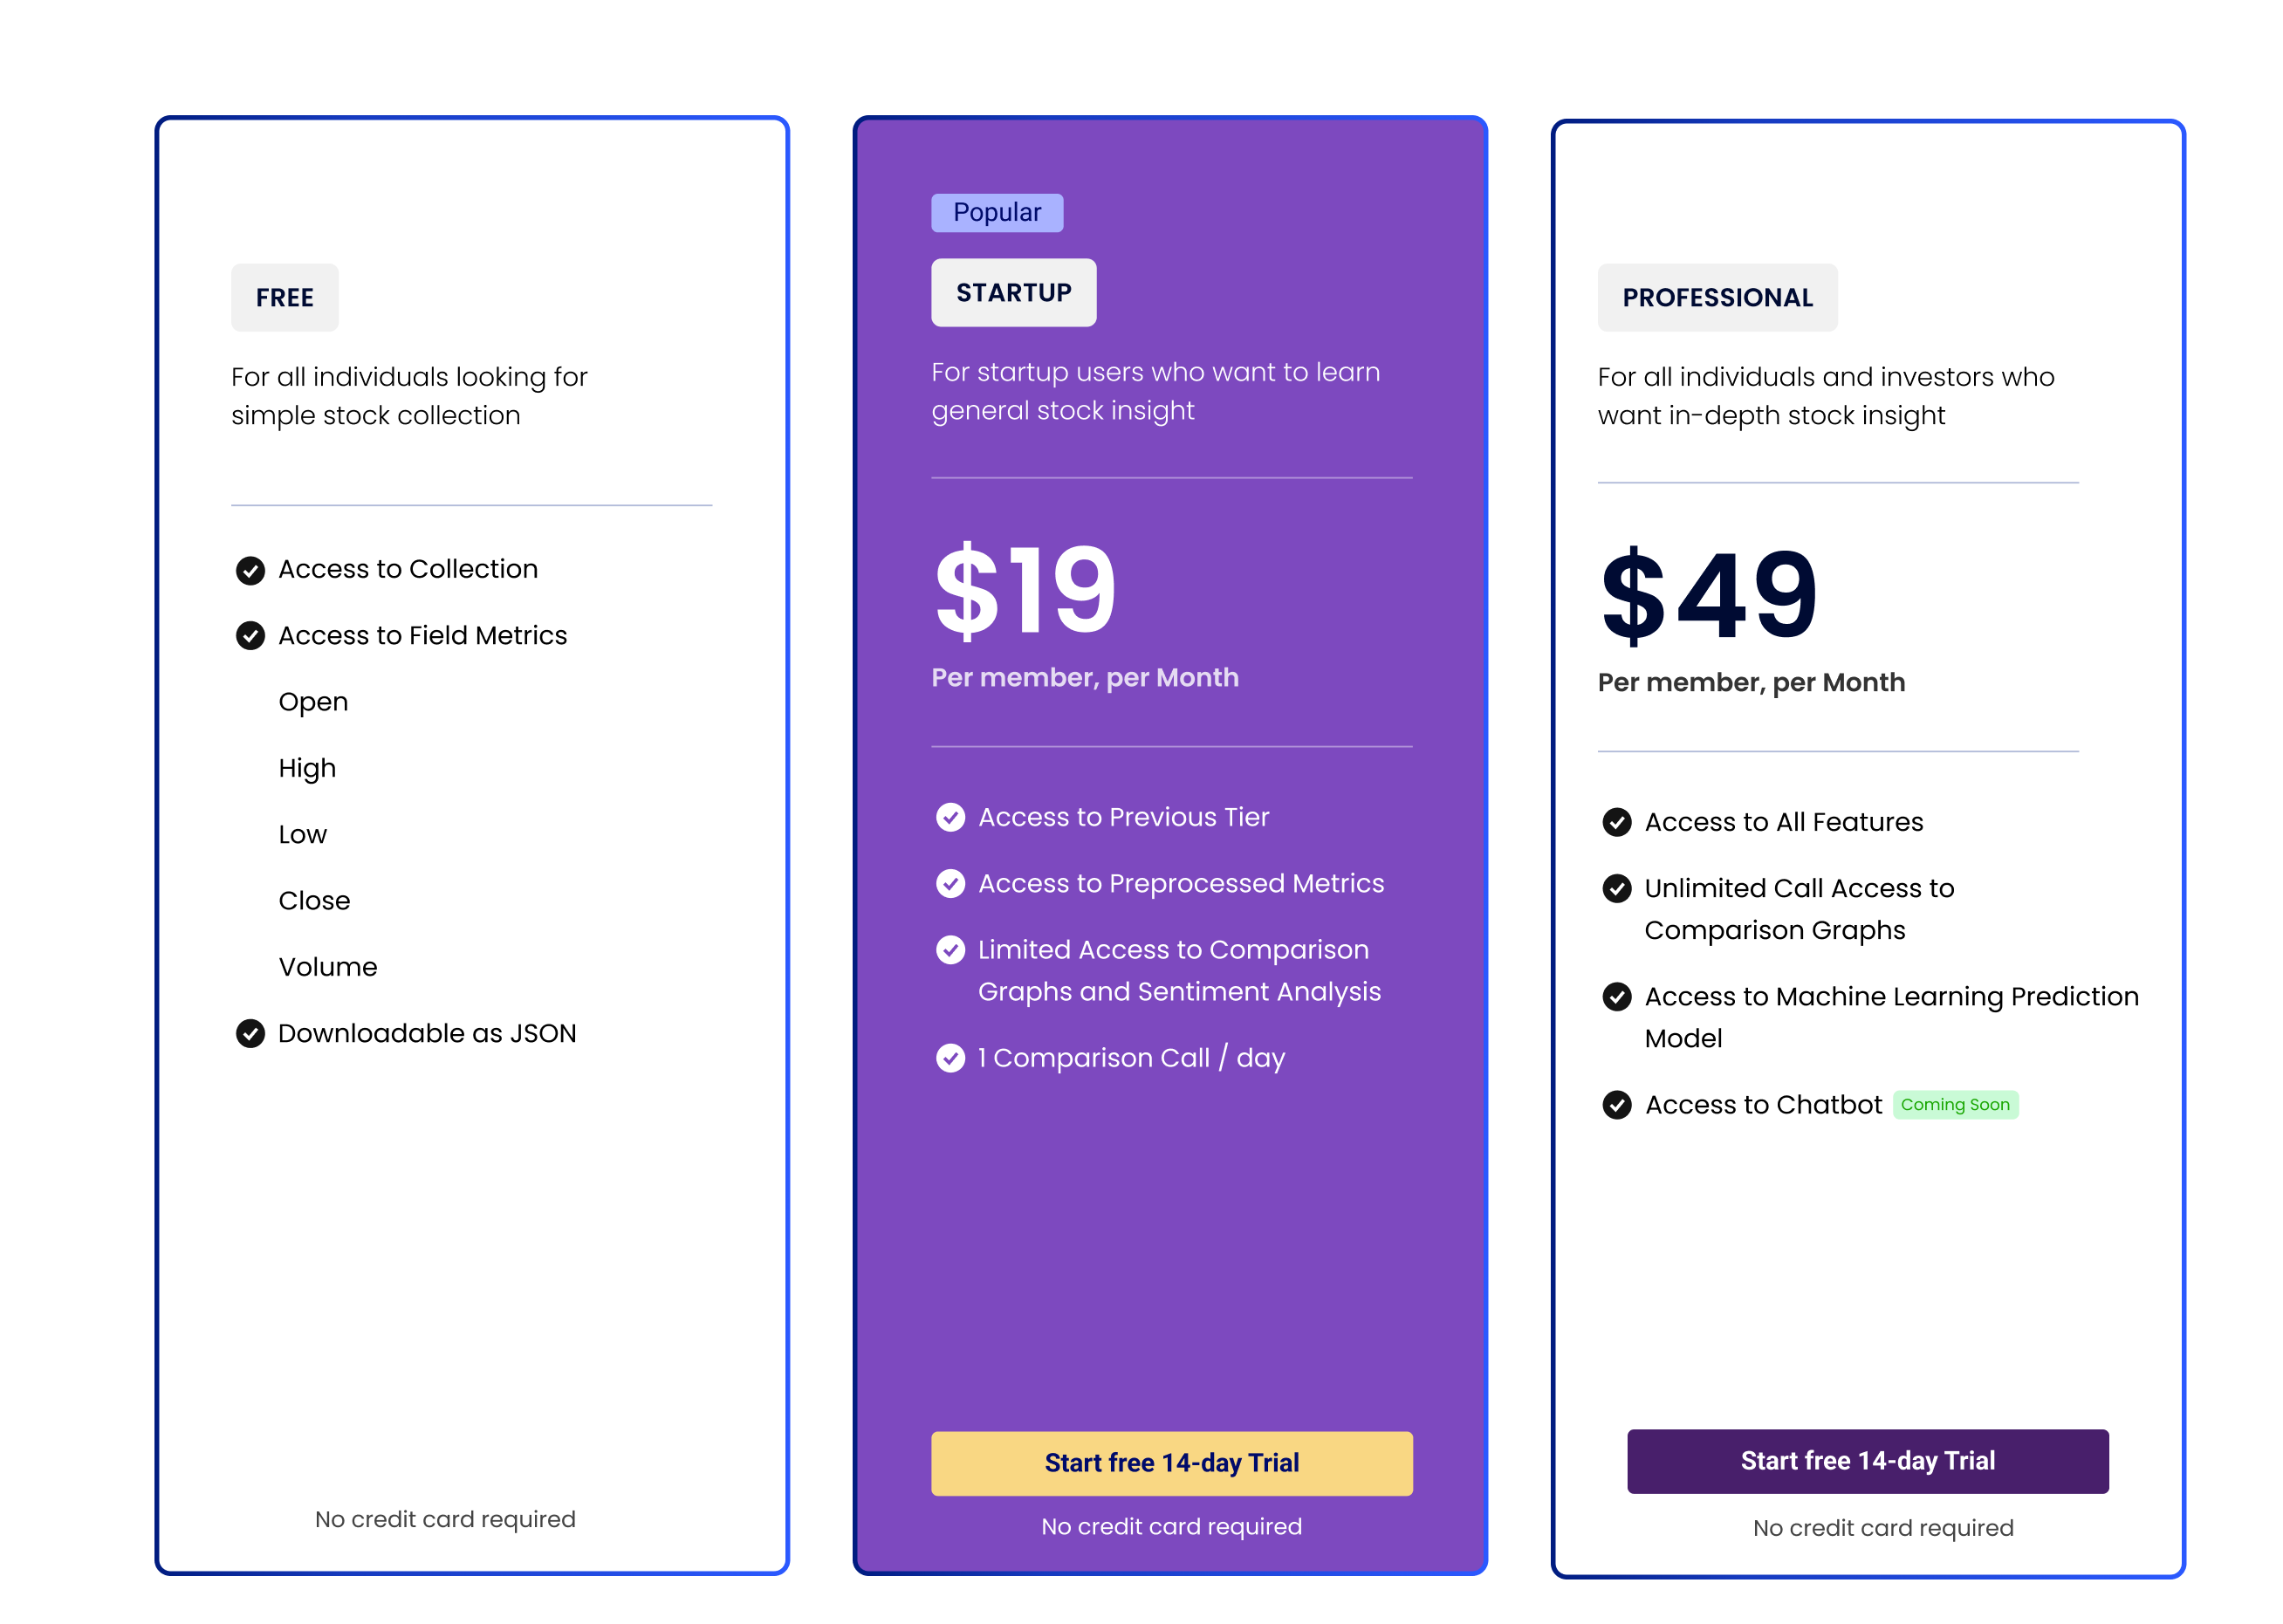 FREE
For all individuals looking for
simple stock collection
Access to Collection
Access to Field Metrics
Open
High
Low
Close
Volume
Downloadable as JSON
No credit card required
Popular
STARTUP
For startup users who want to learn
general stock insight
$19
Per member, per Month
Access to Previous Tier
Access to Preprocessed Metrics
Limited Access to Comparison
Graphs and Sentiment Analysis
1 Comparison Call / day
Start free 14-day Trial
No credit card required
PROFESSIONAL
For all individuals and investors who
want in-depth stock insight
$49
Per member, per Month
Access to All Features
Unlimited Call Access to
Comparison Graphs
Access to Machine Learning Prediction
Model
Access to Chatbot Coming Soon
Start free 14-day Trial
No credit card required